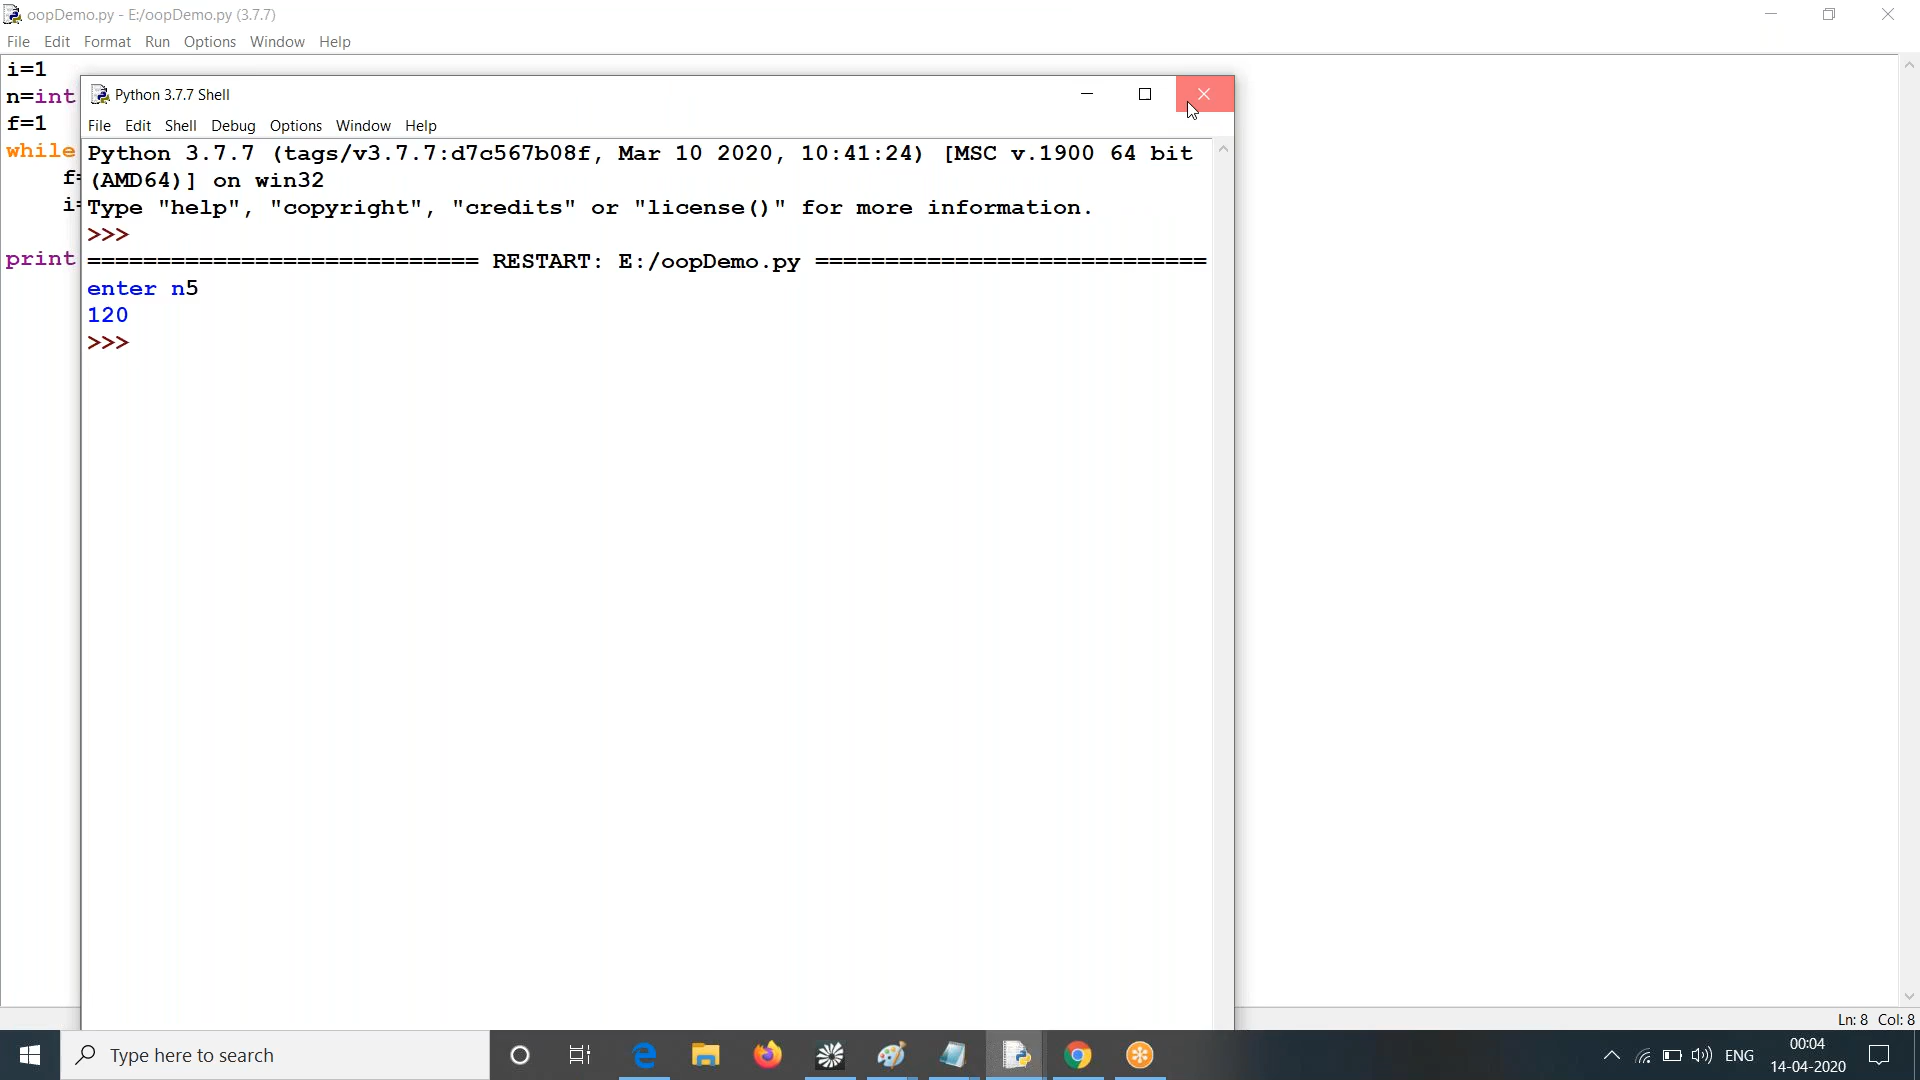 oopDemo.py - E:/oopDemo.py (3.7.7)
File Edit Format Run Options Window Help
i=1
n=int
f=1
while
f=
i=
print
Python 3.7.7 Shell
File Edit Shell Debug Options Window Help
Python 3.7.7 (tags/v3.7.7:d7c567b08f, Mar 10 2020, 10:41:24) [MSC v.1900 64 bit
(AMD64)] on win32
Type "help", "copyright", "credits" or "license()" for more information.
>>>
============================ RESTART: E:/oopDemo.py ============================
enter n5
120
>>>
Ln: 8 Col: 8
Type here to search
ENG
00:04
14-04-2020